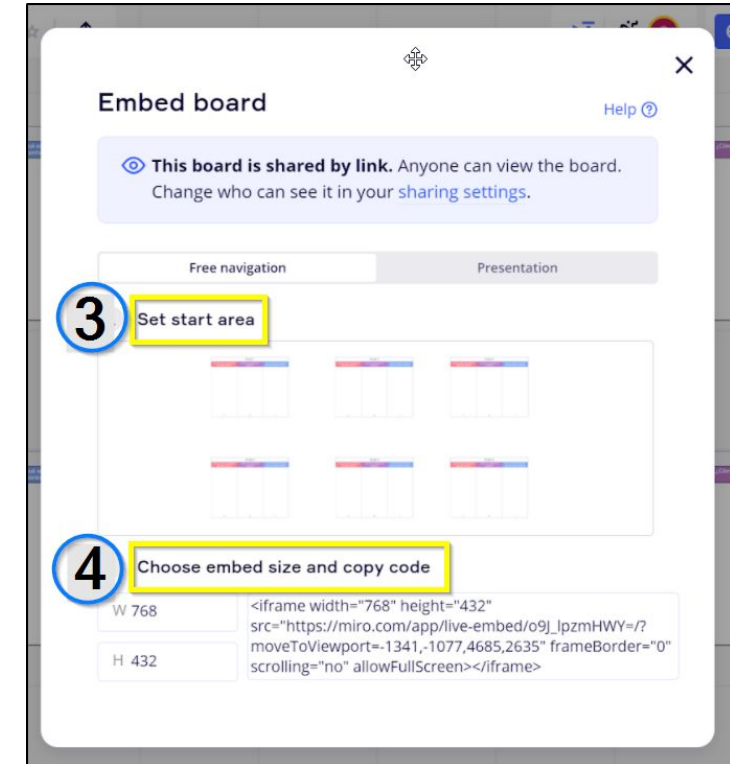 Embed board
Help
This board is shared by link. Anyone can view the board.
Change who can see it in your sharing settings.
Free navigation
Presentation
3
Set start area
4
Choose embed size and copy code
W 768
H 432
<iframe width="768" height="432"
src="https://miro.com/app/live-embed/o9J_lpzmHWY=/?
moveToViewport=-1341,-1077,4685,2635" frameBorder="0"
scrolling="no" allowFullScreen></iframe>